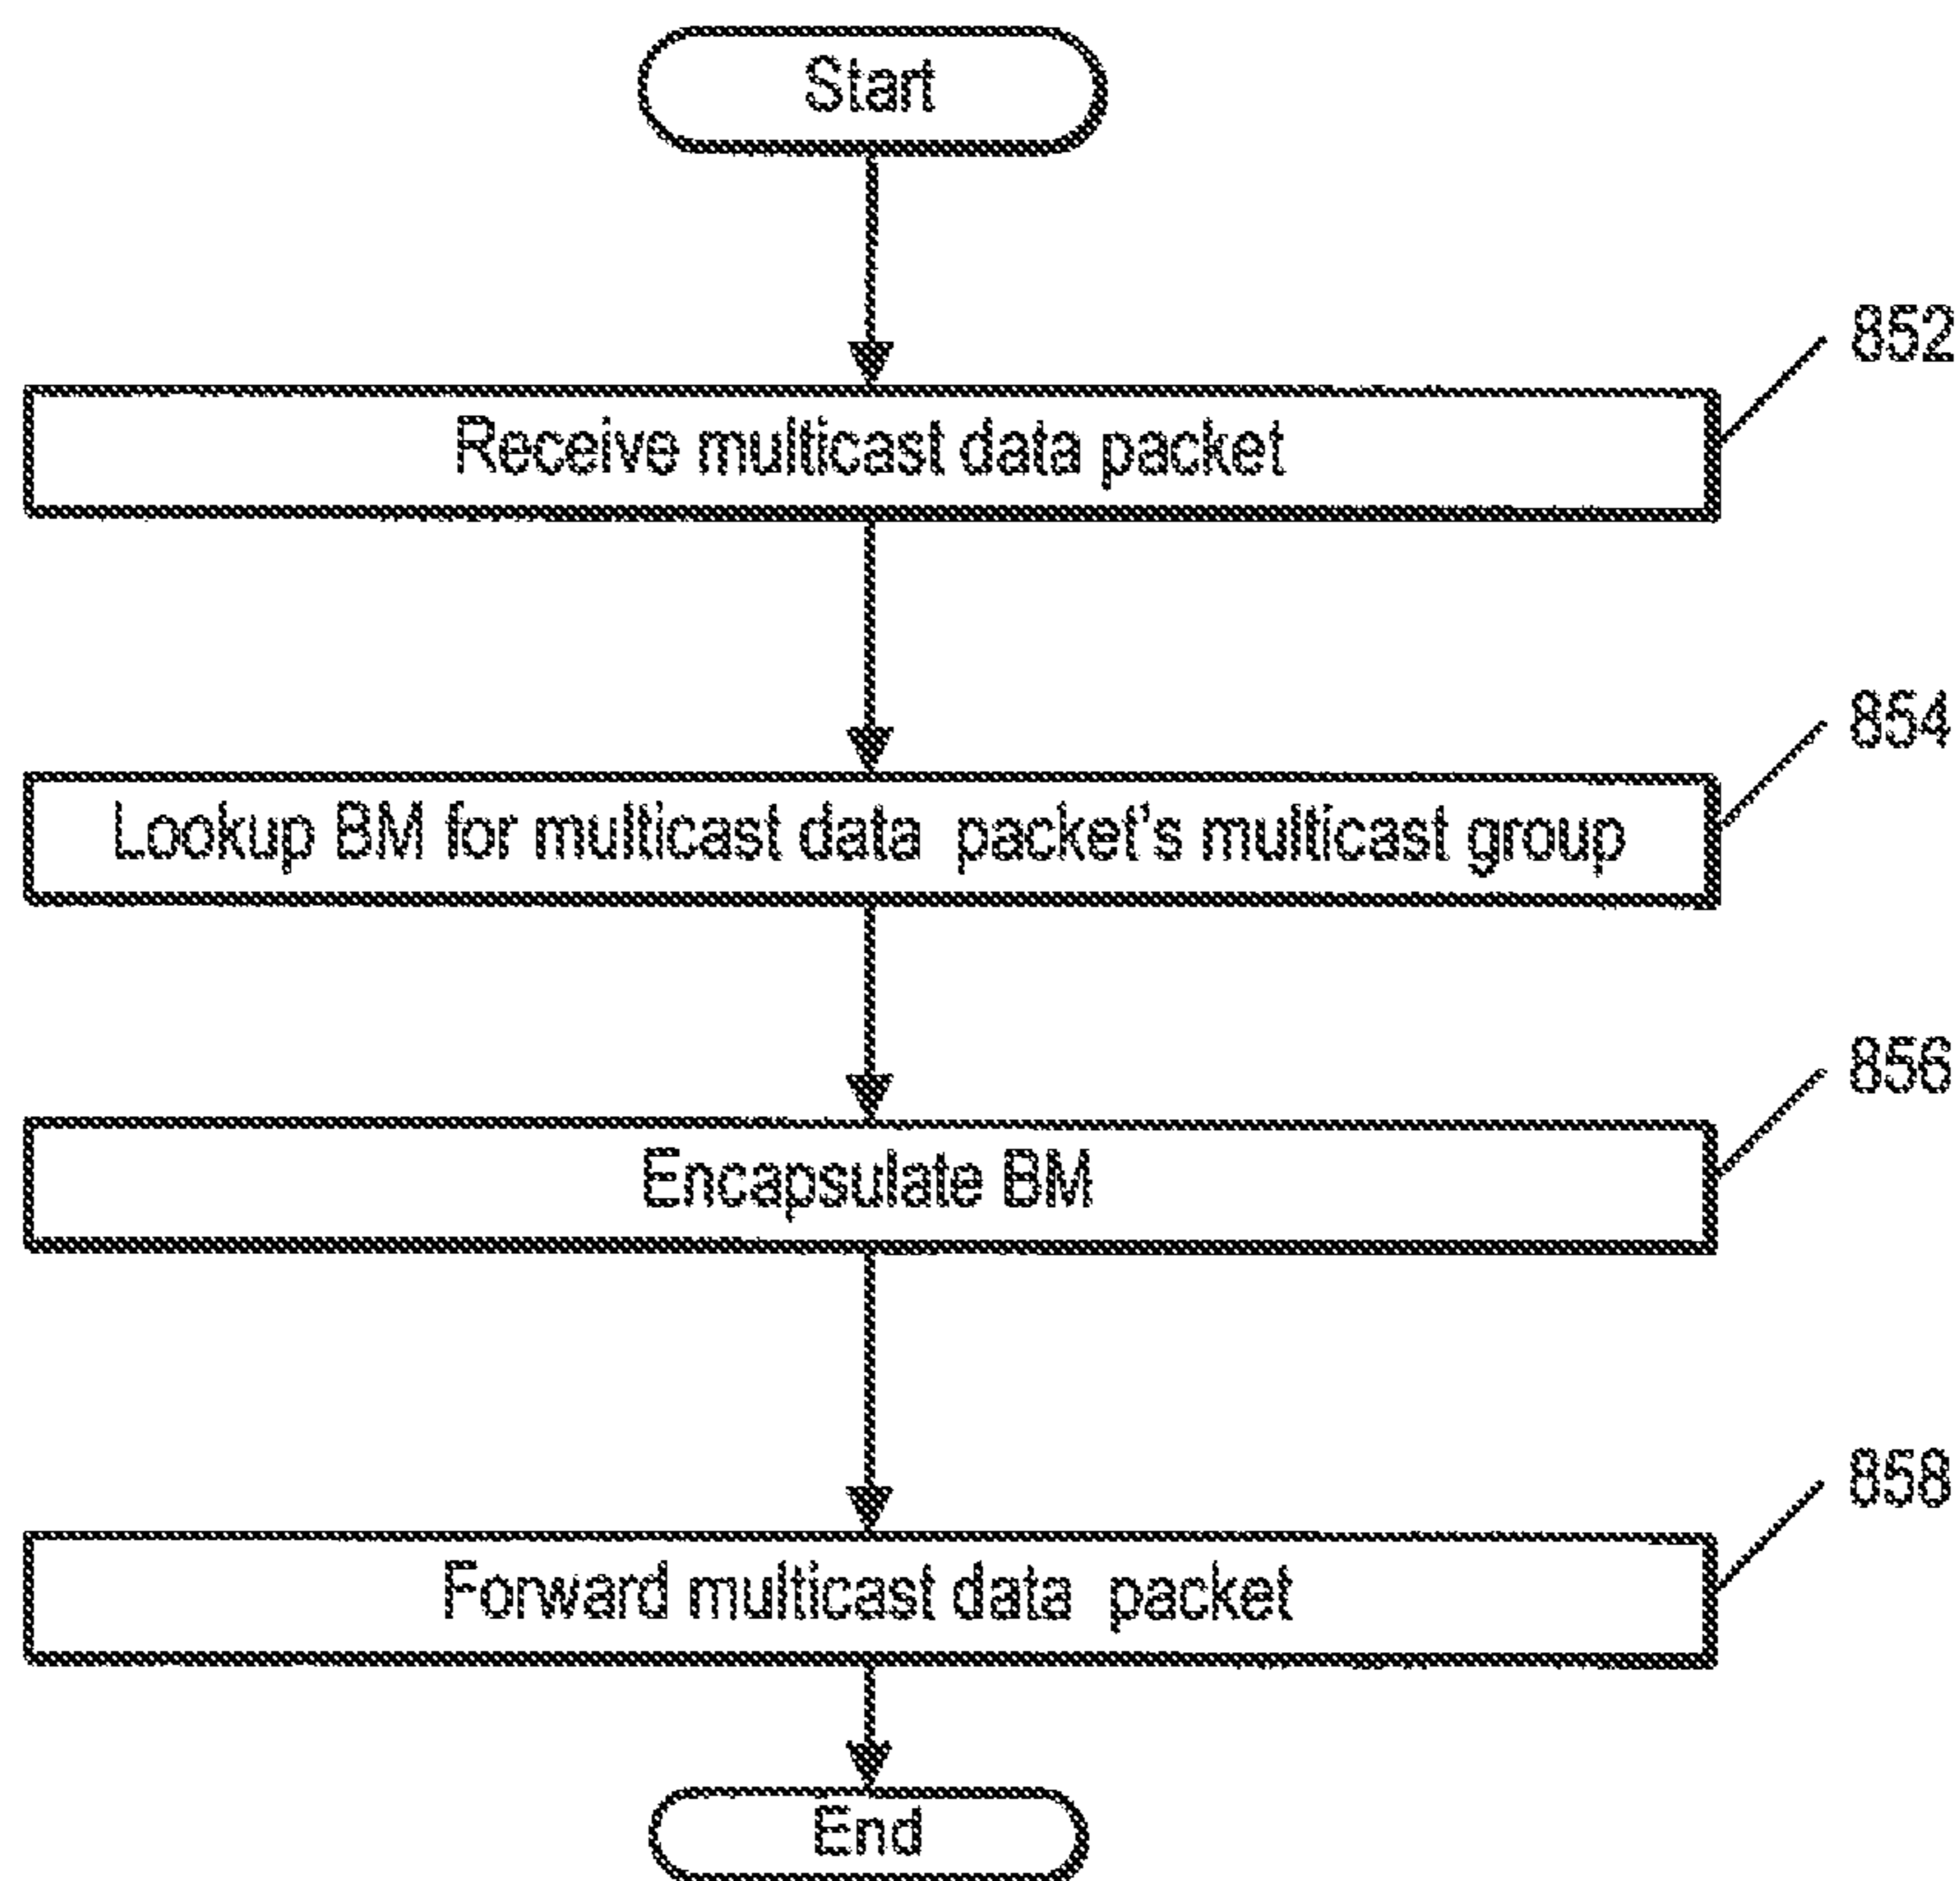 Start
852
Receive multicast data packet
854
Lookup BM for multicast data packet's multicast group
856
Encapsulate BM
858
Forward multicast data packet
End